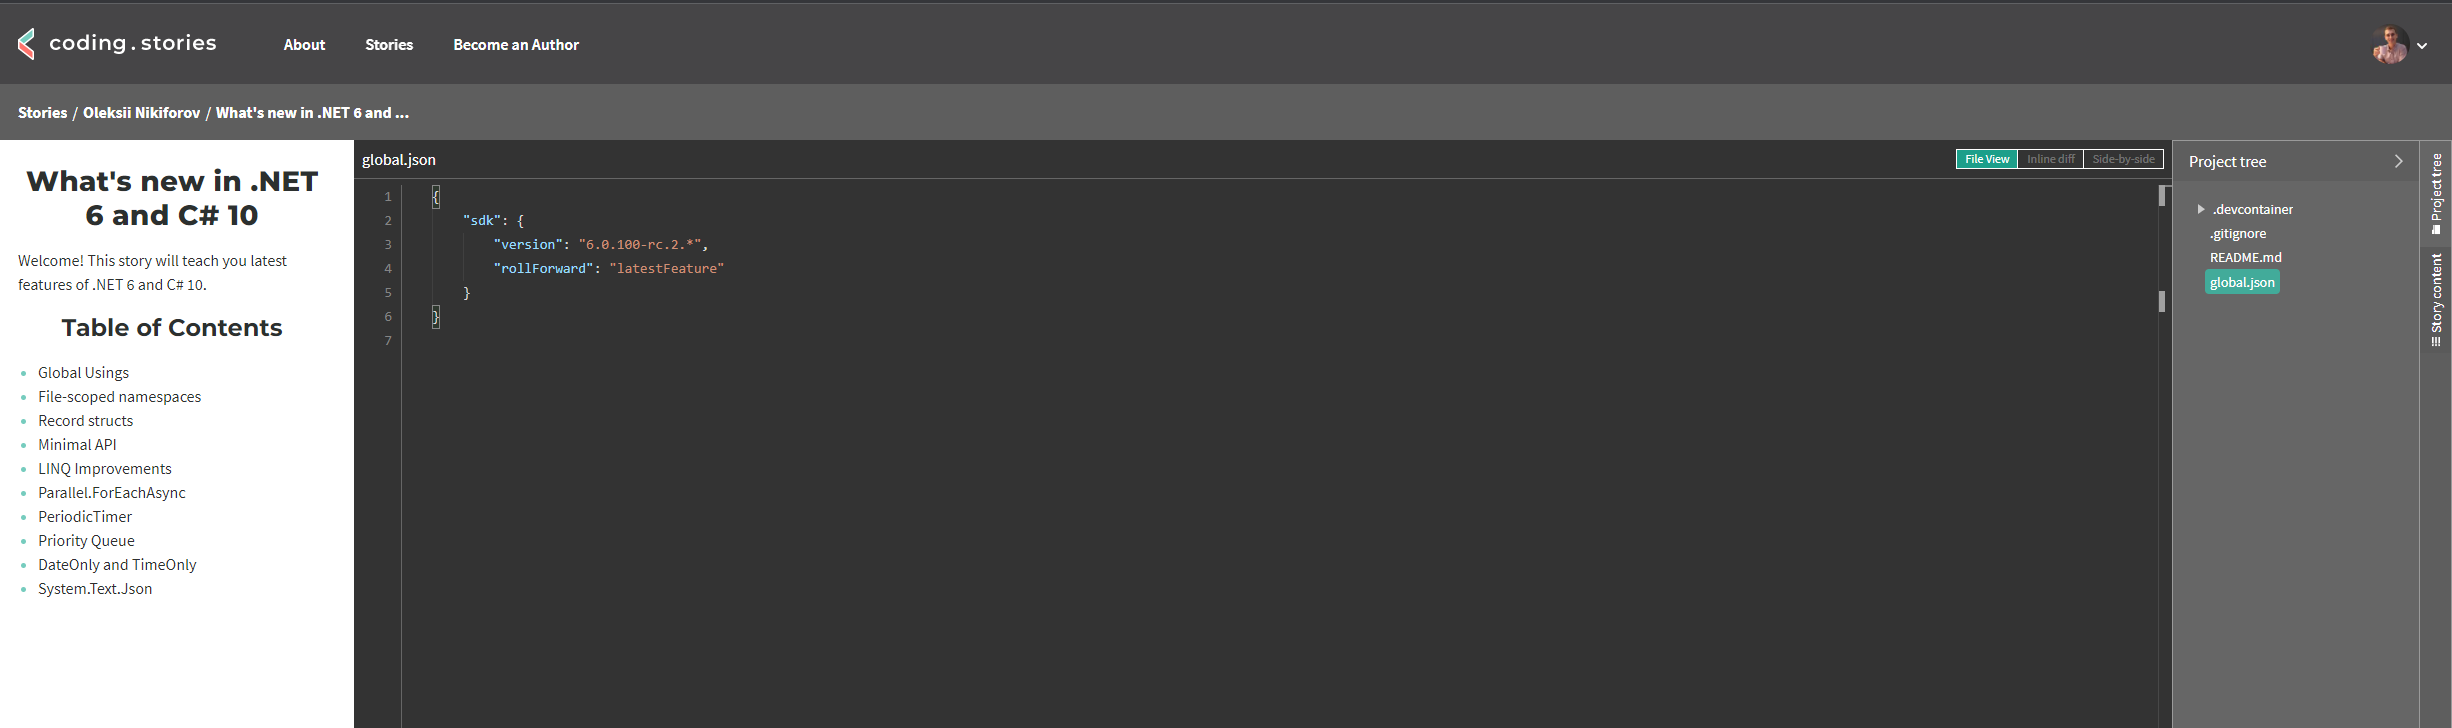 coding.stories
About
Stories
Become an Author
Stories / Oleksii Nikiforov / What's new in .NET 6 and ...
What's new in .NET
6 and C# 10
Welcome! This story will teach you latest
features of .NET 6 and C# 10.
Table of Contents
Global Usings
File-scoped namespaces
Record structs
Minimal API
LINQ Improvements
Parallel.ForEachAsync
PeriodicTimer
Priority Queue
DateOnly and TimeOnly
System.Text.Json
global.json
File View
Inline diff
Side-by-side
1 {
2 "sdk": {
3 "version": "6.0.100-rc.2.*",
4 "rollForward": "latestFeature"
5 }
6 }
7
Project tree
.devcontainer
.gitignore
README.md
global.json
Project tree
Story content